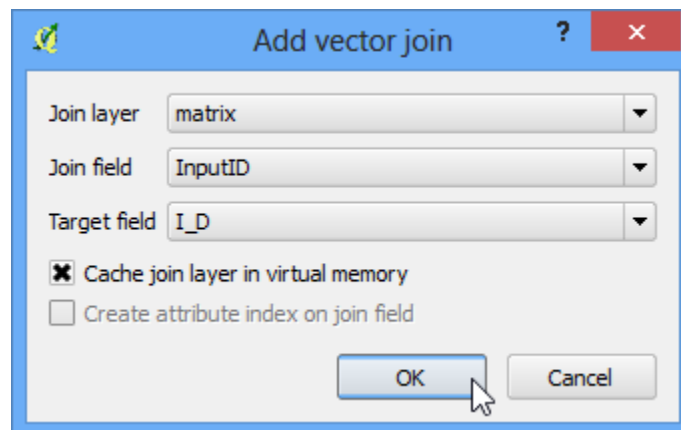 Add vector join ? ×
Join layer matrix
Join field InputID
Target field I_D
Cache join layer in virtual memory
Create attribute index on join field
OK Cancel